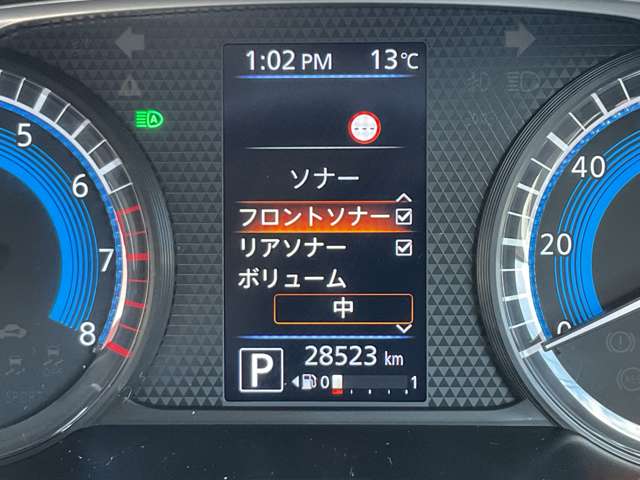 1:02 PM 13°C
---
ソナー
フロントソナー
リアソナー
ボリューム
中
P 28523 km
0 1
5
6
7
8
40
20
0
A